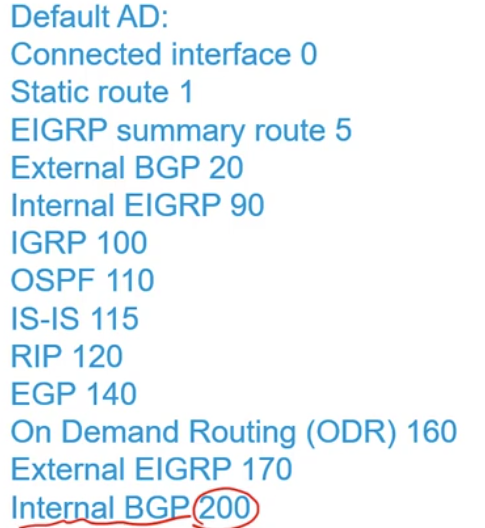 Default AD:
Connected interface 0
Static route 1
EIGRP summary route 5
External BGP 20
Internal EIGRP 90
IGRP 100
OSPF 110
IS-IS 115
RIP 120
EGP 140
On Demand Routing (ODR) 160
External EIGRP 170
Internal BGP 200